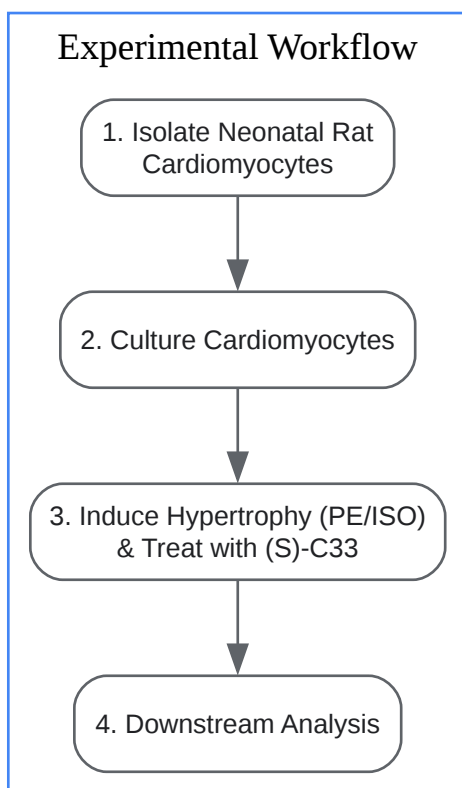 Experimental Workflow
1. Isolate Neonatal Rat
Cardiomyocytes
2. Culture Cardiomyocytes
3. Induce Hypertrophy (PE/ISO)
& Treat with (S)-C33
4. Downstream Analysis